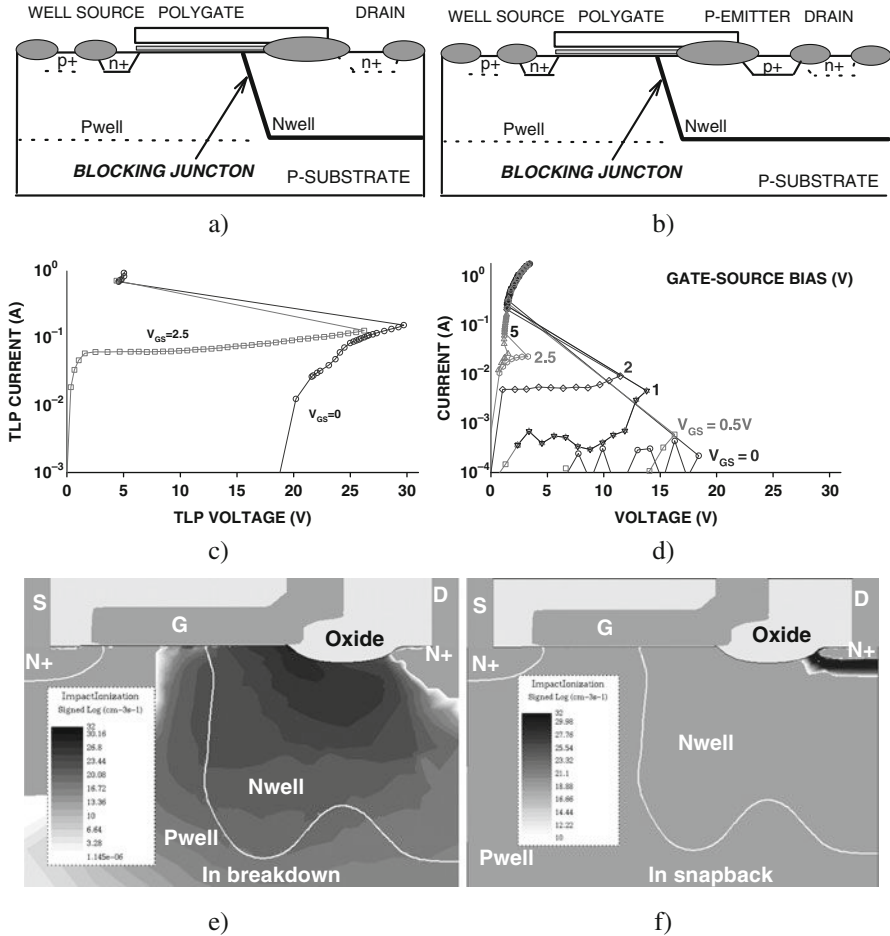 WELL SOURCE POLYGATE DRAIN
p+ n+ n+
Pwell Nwell
BLOCKING JUNCTON
P-SUBSTRATE
a)
WELL SOURCE POLYGATE P-EMITTER DRAIN
p+ n+ p+ n+
Pwell Nwell
BLOCKING JUNCTON
P-SUBSTRATE
b)
TLP CURRENT (A)
10^0
10^-1
10^-2
10^-3
V_GS=2.5
V_GS=0
0 5 10 15 20 25 30
TLP VOLTAGE (V)
c)
CURRENT (A)
10^0
10^-1
10^-2
10^-3
10^-4
GATE-SOURCE BIAS (V)
5
2.5
2
1
V_GS = 0.5V
V_GS = 0
0 5 10 15 20 25 30
VOLTAGE (V)
d)
S G D
Oxide
N+ N+
ImpactIonization
Signed Log (cm-3s-1)
32
30.16
26.8
23.44
20.08
16.72
13.36
10
6.64
3.28
1.145e-06
Nwell
Pwell
In breakdown
e)
S G D
Oxide
N+ N+
ImpactIonization
Signed Log (cm-3s-1)
32
29.98
27.76
25.54
23.32
21.1
18.88
16.66
14.44
12.22
10
Nwell
Pwell
In snapback
f)